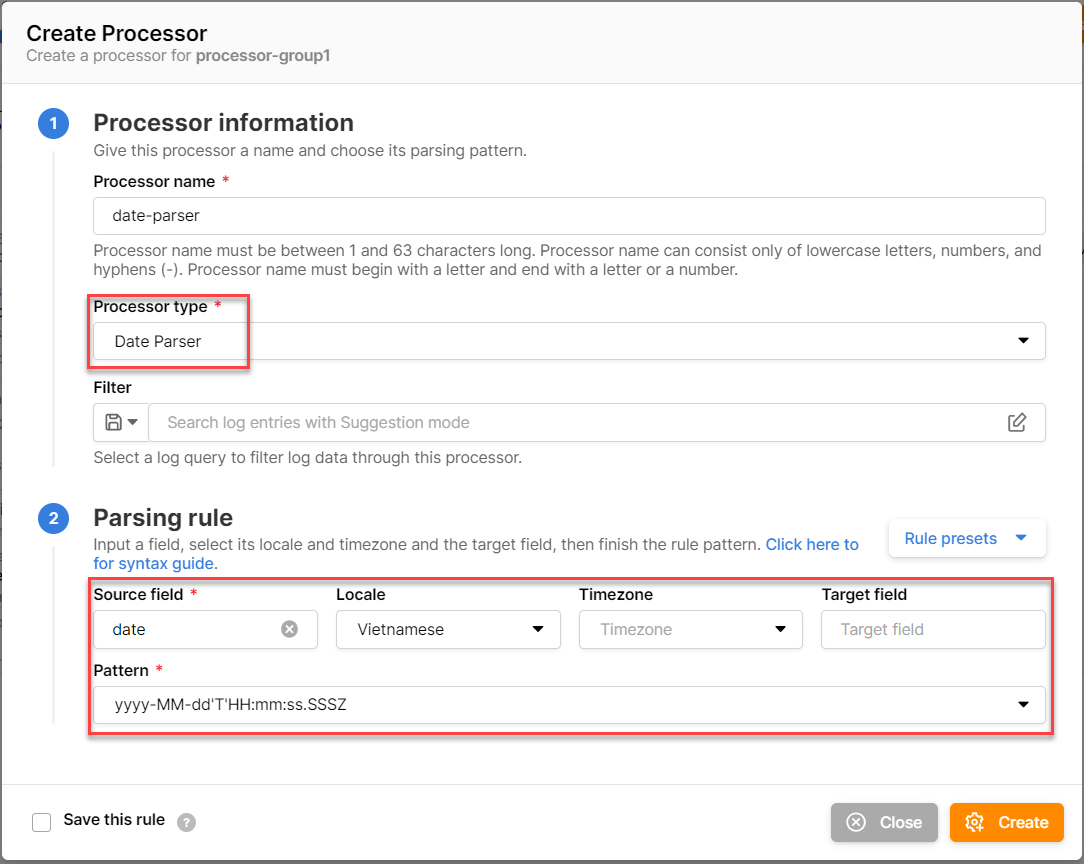 Create Processor
Create a processor for processor-group1
1
Processor information
Give this processor a name and choose its parsing pattern.
Processor name *
date-parser
Processor name must be between 1 and 63 characters long. Processor name can consist only of lowercase letters, numbers, and
hyphens (-). Processor name must begin with a letter and end with a letter or a number.
Processor type *
Date Parser
Filter
Search log entries with Suggestion mode
Select a log query to filter log data through this processor.
2
Parsing rule
Input a field, select its locale and timezone and the target field, then finish the rule pattern. Click here to
for syntax guide.
Rule presets
Source field * Locale Timezone Target field
date Vietnamese Timezone Target field
Pattern *
yyyy-MM-dd'T'HH:mm:ss.SSSZ
Save this rule ?
Close Create